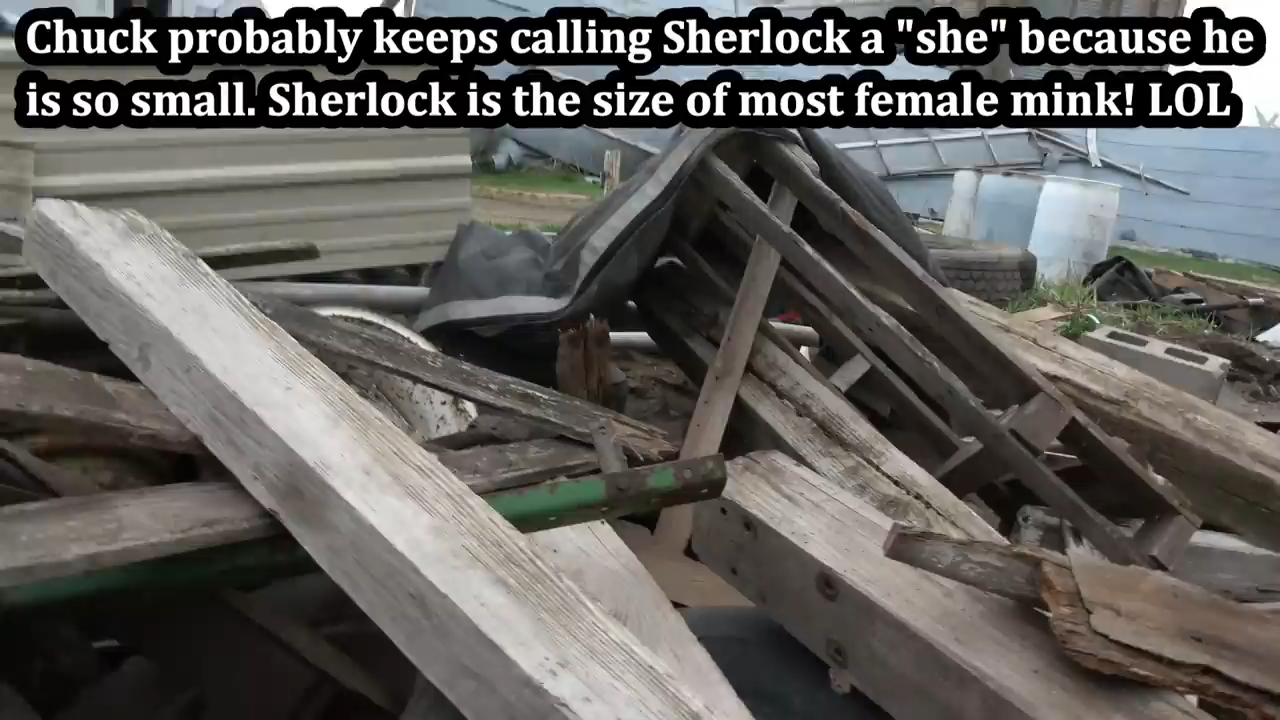 Chuck probably keeps calling Sherlock a "she" because he
is so small. Sherlock is the size of most female mink! LOL